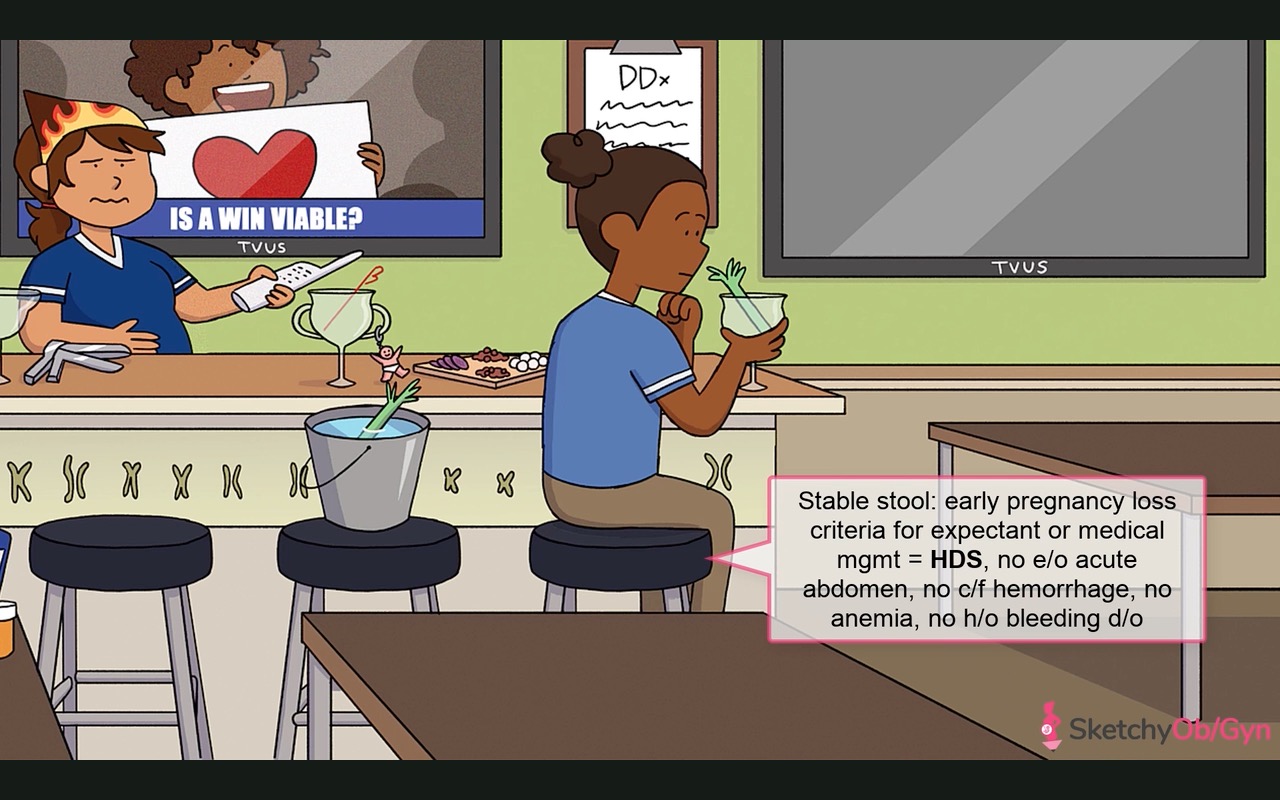 DDx
IS A WIN VIABLE?
TVUS
TVUS
Stable stool: early pregnancy loss
criteria for expectant or medical
mgmt = HDS, no e/o acute
abdomen, no c/f hemorrhage, no
anemia, no h/o bleeding d/o
SketchyOb/Gyn